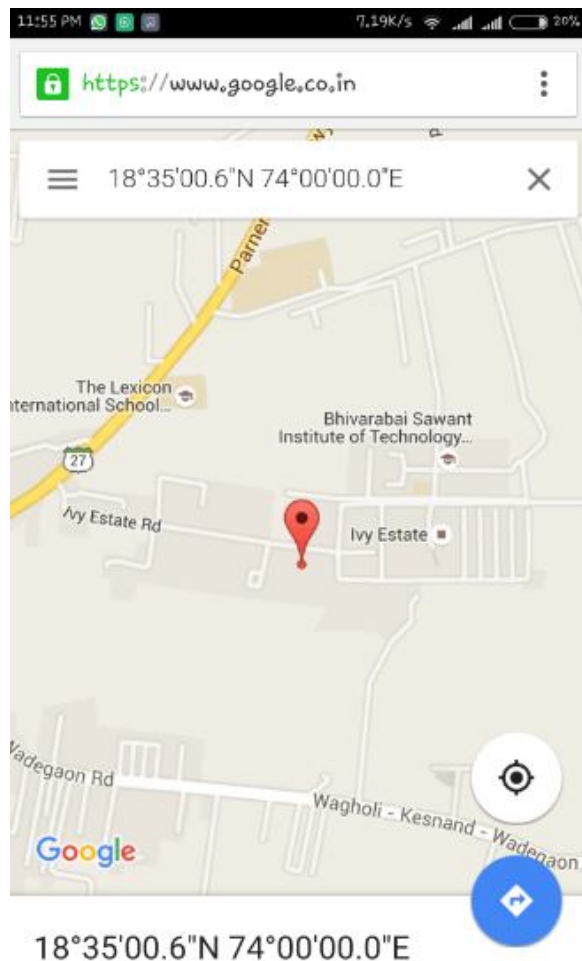 11:55 PM
7.19K/s
20%
https://www.google.co.in
18°35'00.6"N 74°00'00.0"E
Parner
The Lexicon
nternational School...
Bhivarabai Sawant
Institute of Technology...
27
Ivy Estate Rd
Ivy Estate
Wadegaon Rd
Wagholi - Kesnand - Wadegaon
Google
18°35'00.6"N 74°00'00.0"E